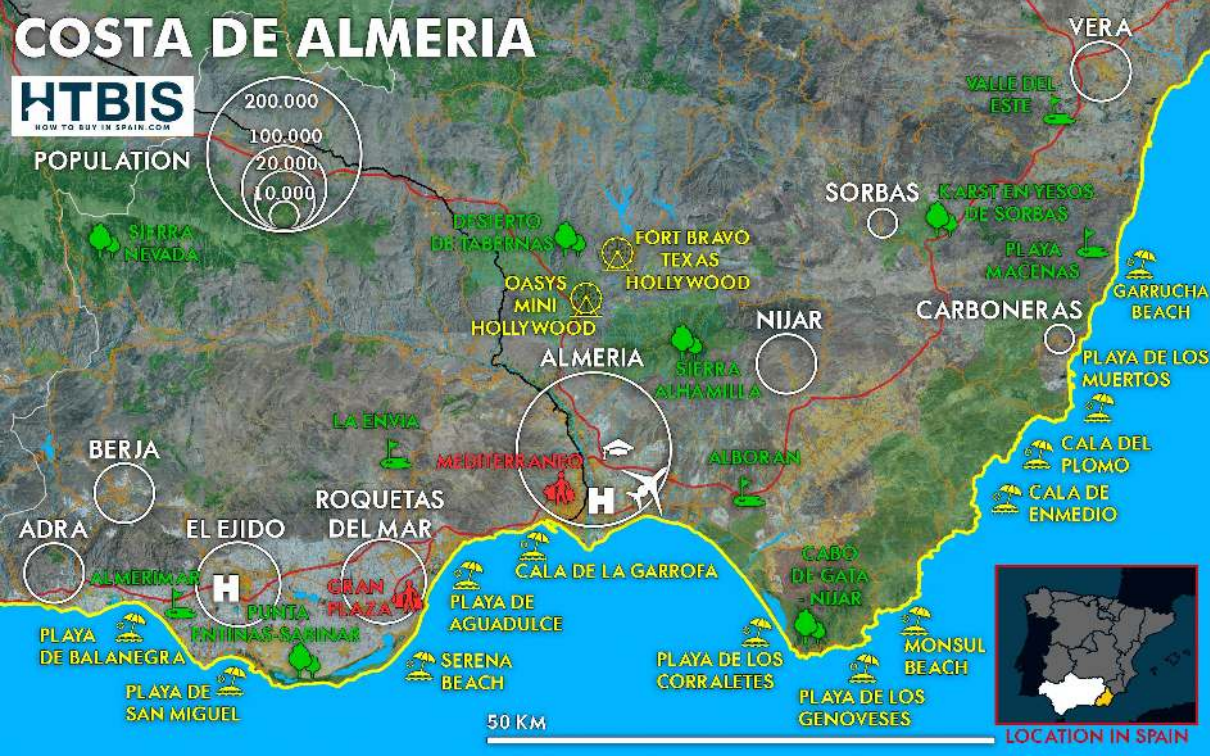 COSTA DE ALMERIA
HTBIS
HOW TO BUY IN SPAIN.COM
POPULATION
200.000
100.000
20.000
10.000
VERA
VALLE DEL
ESTE
SORBAS
KARST EN YESOS
DE SORBAS
SIERRA
NEVADA
DESIERTO
DE TABERNAS
FORT BRAVO
TEXAS
HOLLYWOOD
PLAYA
MACENAS
OASYS
MINI
HOLLYWOOD
GARRUCHA
BEACH
CARBONERAS
NIJAR
ALMERIA
SIERRA
ALHAMILLA
PLAYA DE LOS
MUERTOS
LA ENVIA
BERJA
MEDITERRANEO
ALBORAN
CALA DEL
PLOMO
CALA DE
ENMEDIO
ROQUETAS
DEL MAR
ADRA
EL EJIDO
H
H
ALMERIMAR
GRAN
PLAZA
PUNTA
ENTINAS-SABINAR
CALA DE LA GARROFA
CABO
DE GATA
- NIJAR
PLAYA DE
AGUADULCE
PLAYA
DE BALANEGRA
SERENA
BEACH
PLAYA DE LOS
CORRALETES
MONSUL
BEACH
PLAYA DE
SAN MIGUEL
PLAYA DE LOS
GENOVESES
50 KM
LOCATION IN SPAIN